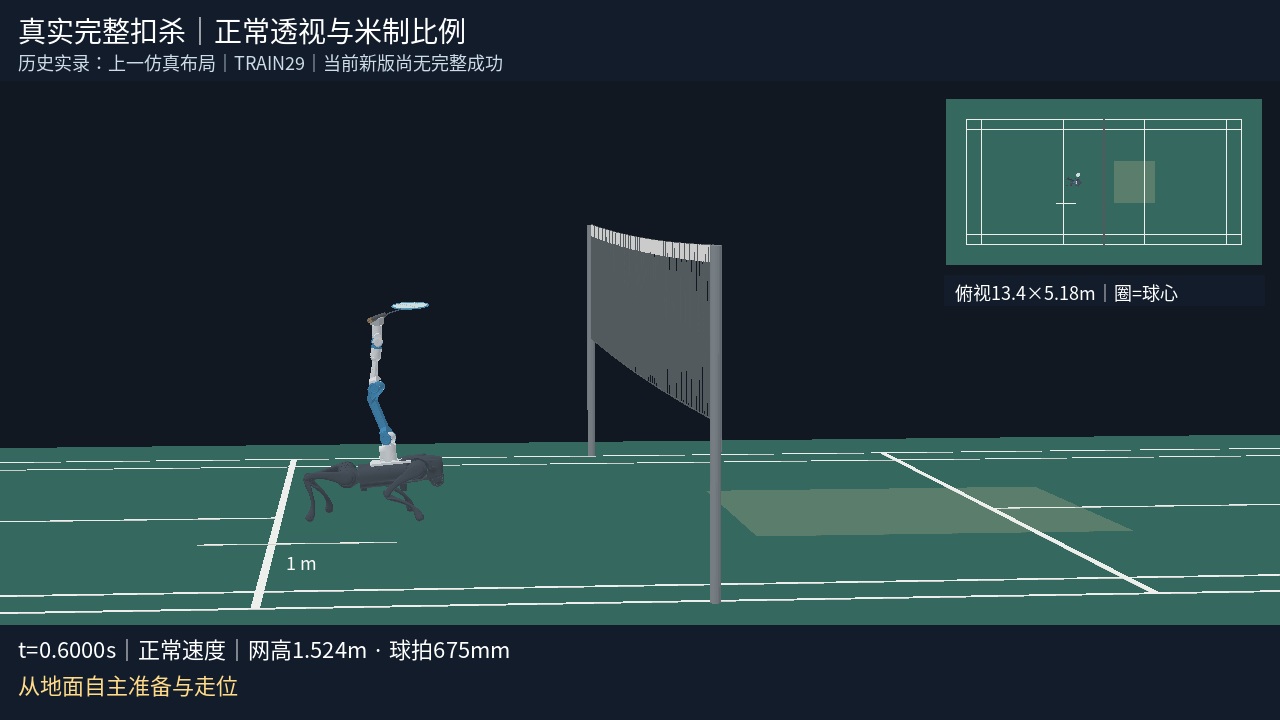 真实完整扣杀｜正常透视与米制比例
历史实录：上一仿真布局｜TRAIN29｜当前新版尚无完整成功
俯视13.4×5.18m｜圈=球心
1 m
t=0.6000s｜正常速度｜网高1.524m · 球拍675mm
从地面自主准备与走位